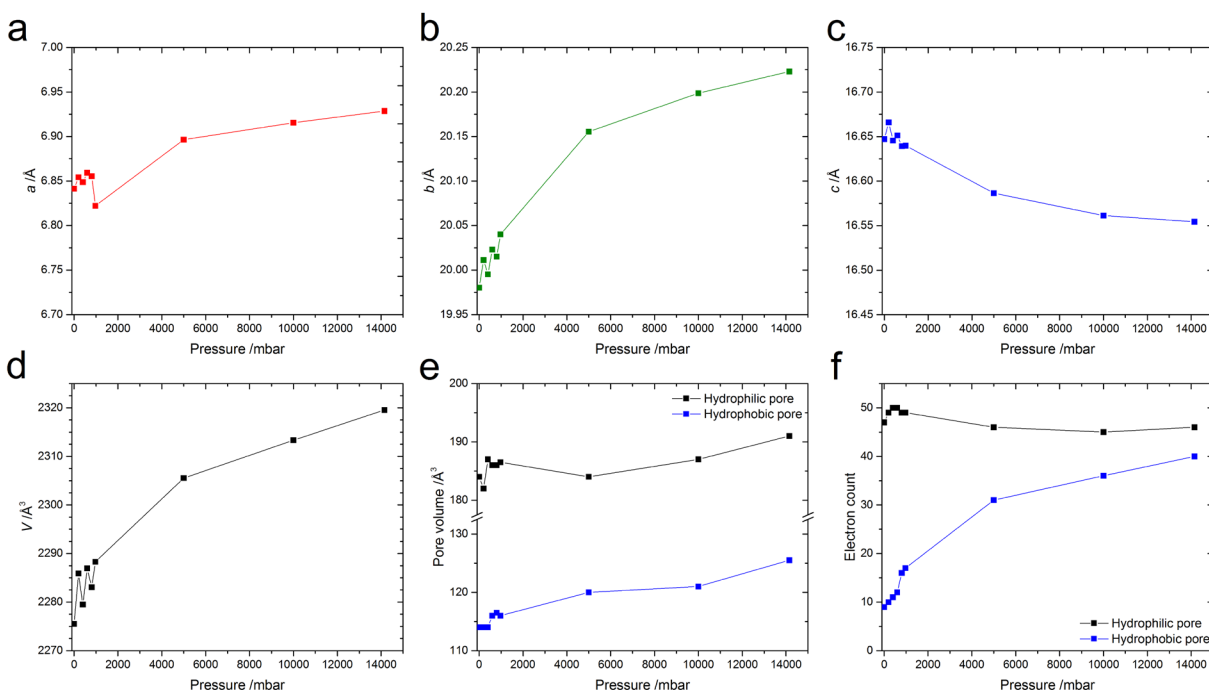 a
7.00
6.95
6.90
6.85
6.80
6.75
6.70
a /Å
0 2000 4000 6000 8000 10000 12000 14000
Pressure /mbar
b
20.25
20.20
20.15
20.10
20.05
20.00
19.95
b /Å
0 2000 4000 6000 8000 10000 12000 14000
Pressure /mbar
c
16.75
16.70
16.65
16.60
16.55
16.50
16.45
c /Å
0 2000 4000 6000 8000 10000 12000 14000
Pressure /mbar
d
2320
2310
2300
2290
2280
2270
V /Å³
0 2000 4000 6000 8000 10000 12000 14000
Pressure /mbar
e
200
190
180
130
120
110
Pore volume /Å³
Hydrophilic pore
Hydrophobic pore
0 2000 4000 6000 8000 10000 12000 14000
Pressure /mbar
f
50
40
30
20
10
0
Electron count
Hydrophilic pore
Hydrophobic pore
0 2000 4000 6000 8000 10000 12000 14000
Pressure /mbar